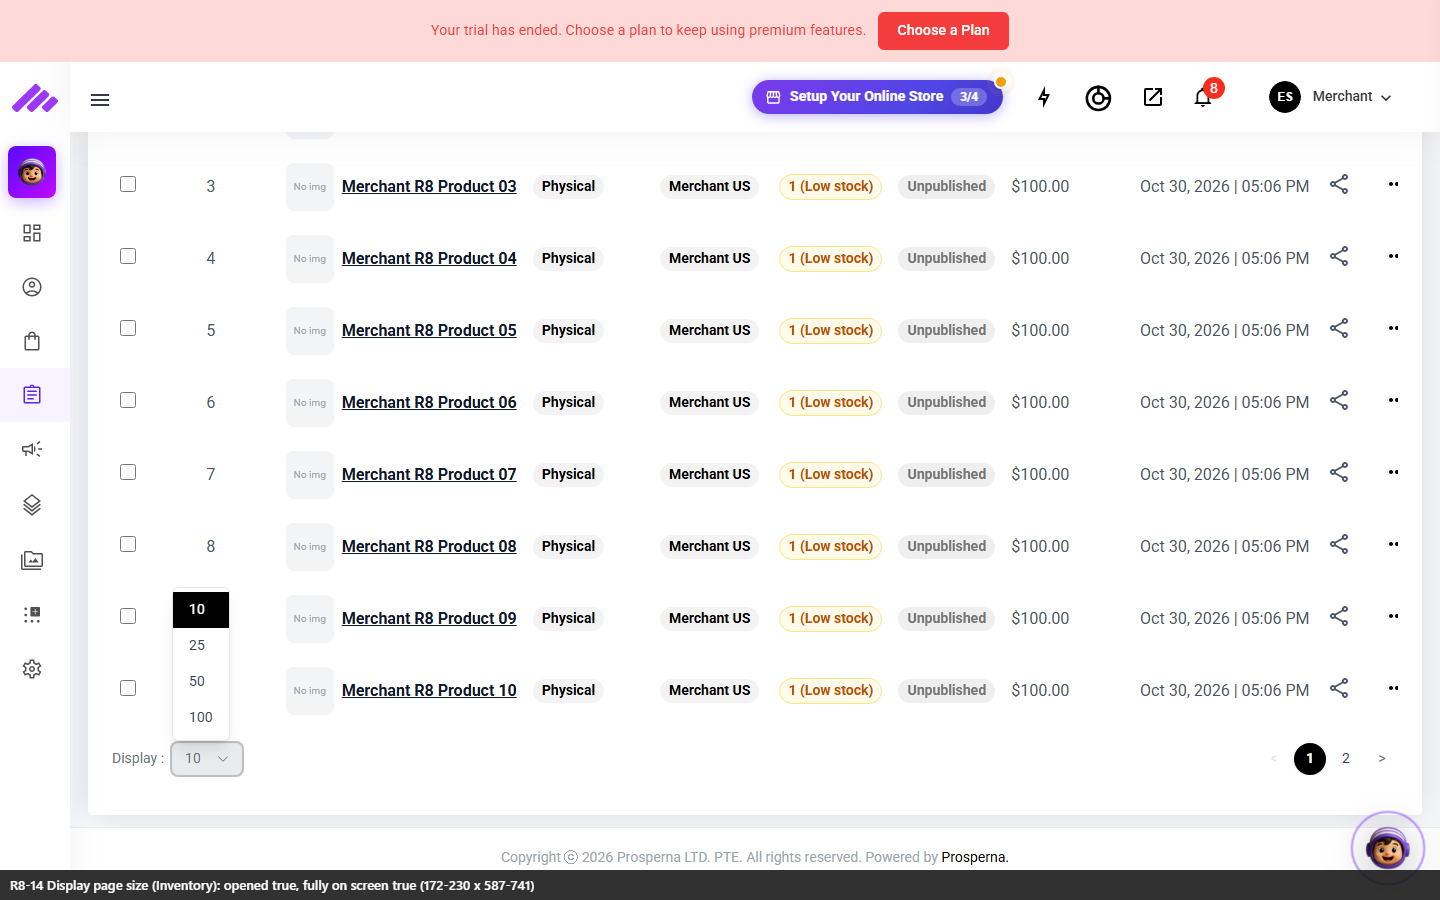 Your trial has ended. Choose a plan to keep using premium features. Choose a Plan
Setup Your Online Store 3/4 8 ES Merchant
3 No img Merchant R8 Product 03 Physical Merchant US 1 (Low stock) Unpublished $100.00 Oct 30, 2026 | 05:06 PM
4 No img Merchant R8 Product 04 Physical Merchant US 1 (Low stock) Unpublished $100.00 Oct 30, 2026 | 05:06 PM
5 No img Merchant R8 Product 05 Physical Merchant US 1 (Low stock) Unpublished $100.00 Oct 30, 2026 | 05:06 PM
6 No img Merchant R8 Product 06 Physical Merchant US 1 (Low stock) Unpublished $100.00 Oct 30, 2026 | 05:06 PM
7 No img Merchant R8 Product 07 Physical Merchant US 1 (Low stock) Unpublished $100.00 Oct 30, 2026 | 05:06 PM
8 No img Merchant R8 Product 08 Physical Merchant US 1 (Low stock) Unpublished $100.00 Oct 30, 2026 | 05:06 PM
No img Merchant R8 Product 09 Physical Merchant US 1 (Low stock) Unpublished $100.00 Oct 30, 2026 | 05:06 PM
No img Merchant R8 Product 10 Physical Merchant US 1 (Low stock) Unpublished $100.00 Oct 30, 2026 | 05:06 PM
10
25
50
100
Display : 10 < 1 2 >
Copyright © 2026 Prosperna LTD. PTE. All rights reserved. Powered by Prosperna.
R8-14 Display page size (Inventory): opened true, fully on screen true (172-230 x 587-741)